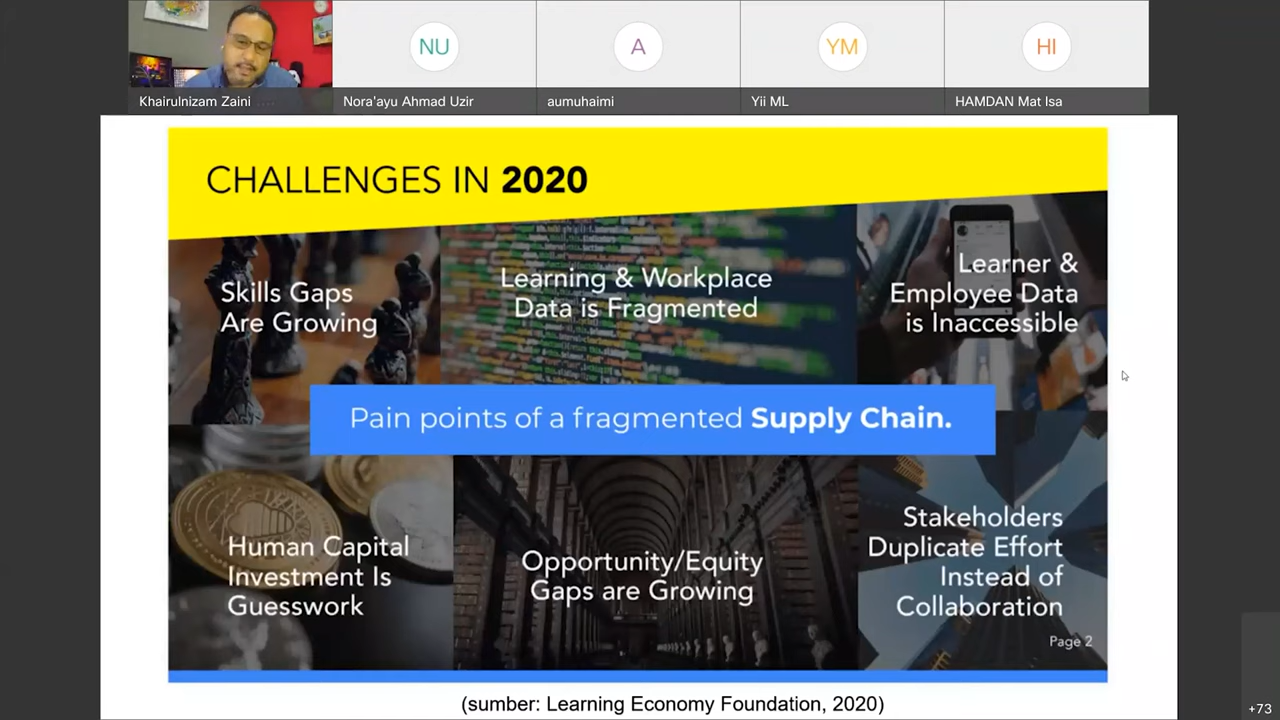 NU
A
YM
HI
Khairulnizam Zaini
Nora'ayu Ahmad Uzir
aumuhaimi
Yii ML
HAMDAN Mat Isa
CHALLENGES IN 2020
Skills Gaps
Are Growing
Learning & Workplace
Data is Fragmented
Learner &
Employee Data
is Inaccessible
Pain points of a fragmented Supply Chain.
Human Capital
Investment Is
Guesswork
Opportunity/Equity
Gaps are Growing
Stakeholders
Duplicate Effort
Instead of
Collaboration
Page 2
(sumber: Learning Economy Foundation, 2020)
+73